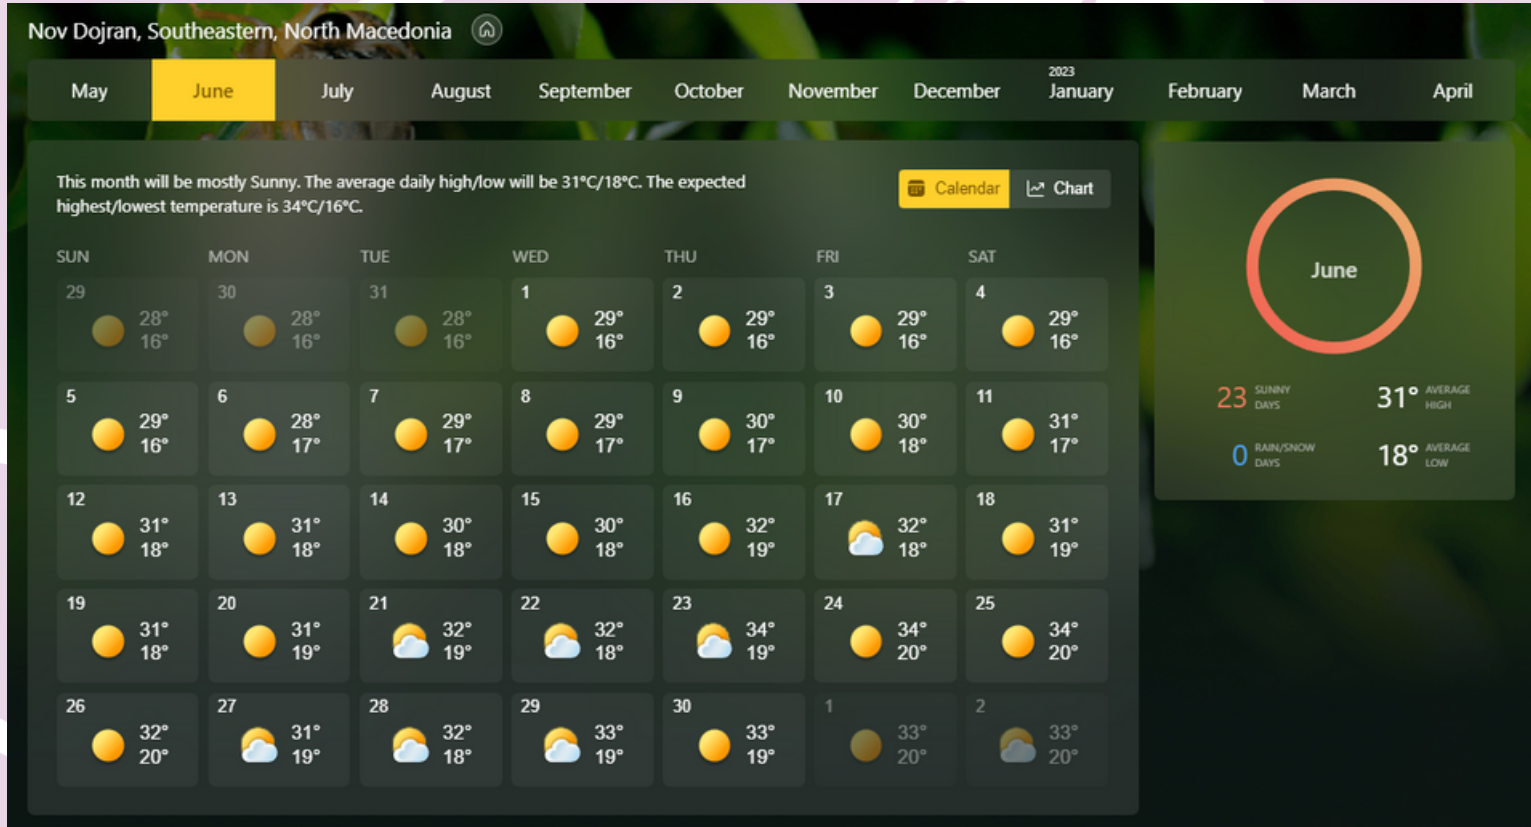 Nov Dojran, Southeastern, North Macedonia
May June July August September October November December 2023 January February March April
This month will be mostly Sunny. The average daily high/low will be 31°C/18°C. The expected
highest/lowest temperature is 34°C/16°C.
Calendar Chart
SUN MON TUE WED THU FRI SAT
29 30 31 1 2 3 4
28° 28° 28° 29° 29° 29° 29°
16° 16° 16° 16° 16° 16° 16°
5 6 7 8 9 10 11
29° 28° 29° 29° 30° 30° 31°
16° 17° 17° 17° 17° 18° 17°
12 13 14 15 16 17 18
31° 31° 30° 30° 32° 32° 31°
18° 18° 18° 18° 19° 18° 19°
19 20 21 22 23 24 25
31° 31° 32° 32° 34° 34° 34°
18° 19° 19° 18° 19° 20° 20°
26 27 28 29 30 1 2
32° 31° 32° 33° 33° 33° 33°
20° 19° 18° 19° 19° 20° 20°
June
23 SUNNY DAYS
31° AVERAGE HIGH
0 RAIN/SNOW DAYS
18° AVERAGE LOW